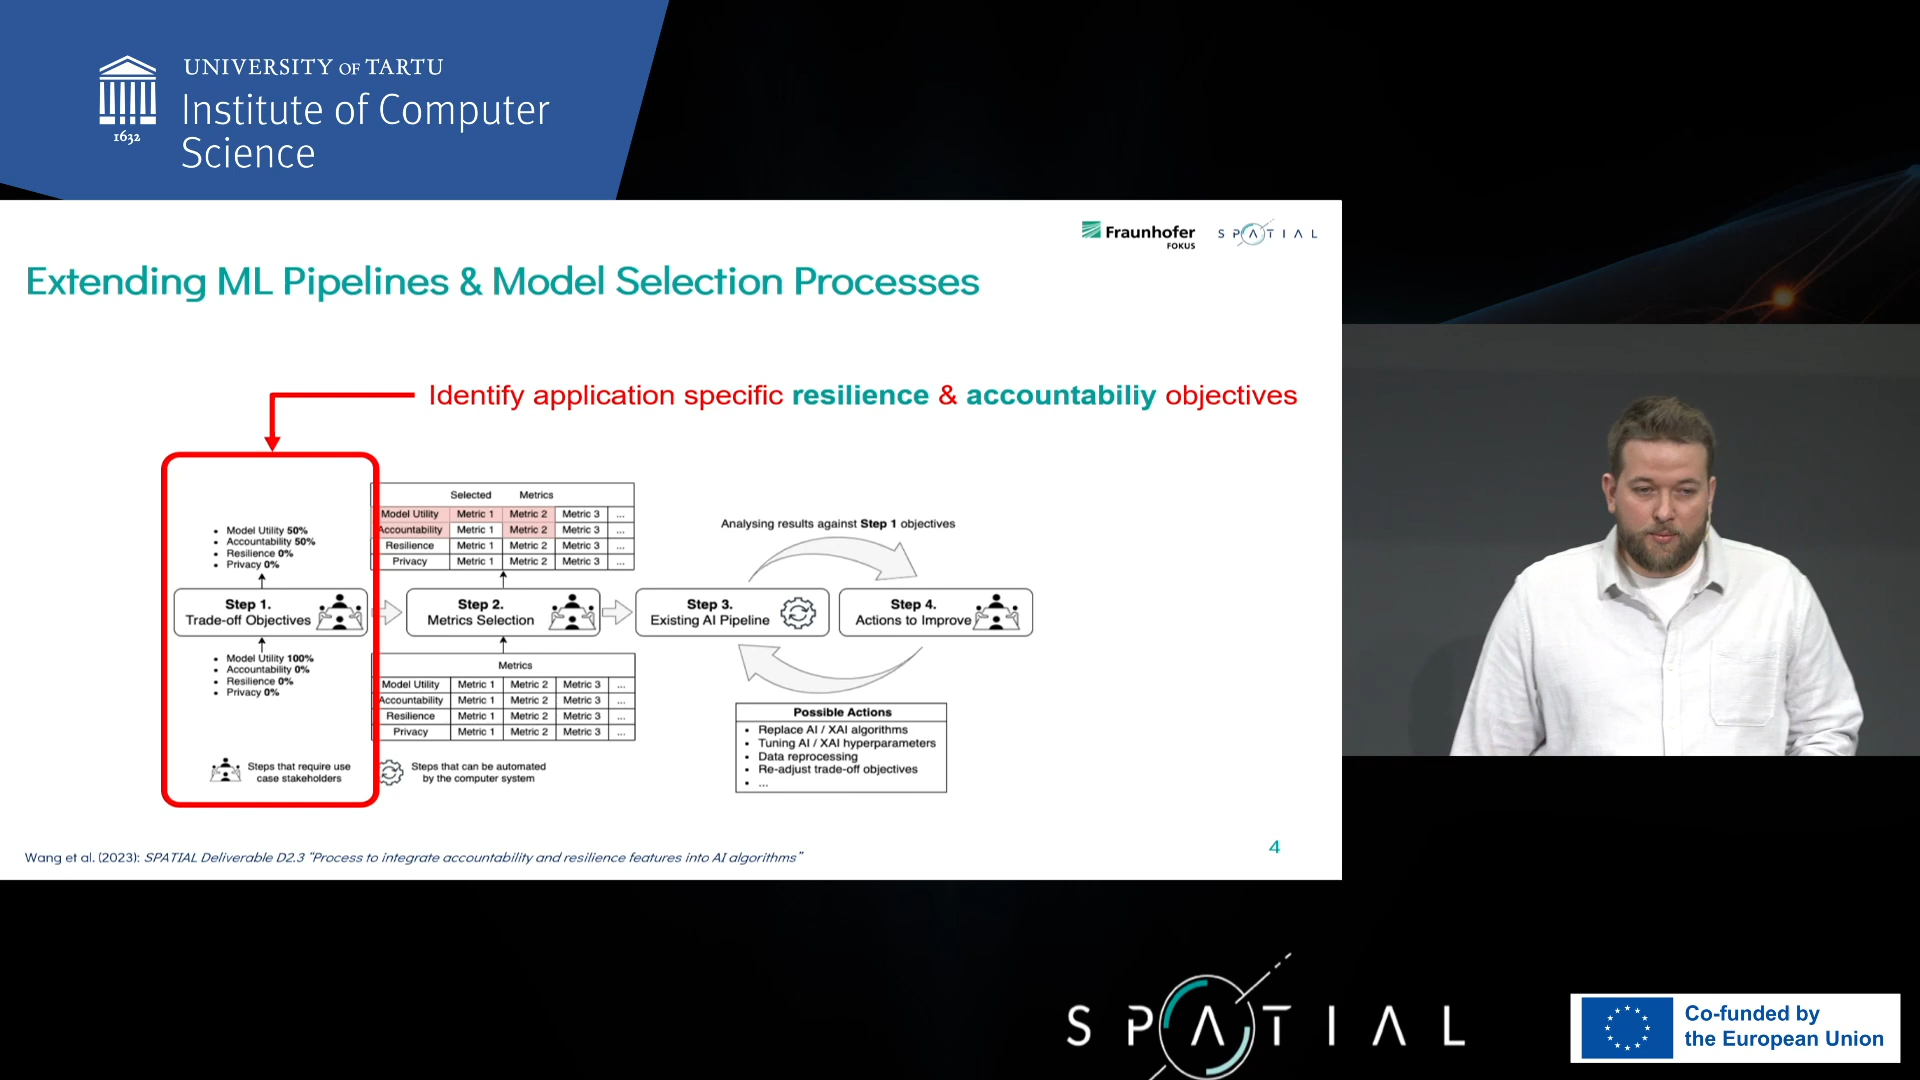 UNIVERSITY OF TARTU
Institute of Computer
Science
1632
Fraunhofer
FOKUS
SPATIAL
Extending ML Pipelines & Model Selection Processes
Identify application specific resilience & accountabiliy objectives
Selected Metrics
Model Utility Metric 1 Metric 2 Metric 3 ...
Accountability Metric 1 Metric 2 Metric 3 ...
Resilience Metric 1 Metric 2 Metric 3 ...
Privacy Metric 1 Metric 2 Metric 3 ...
• Model Utility 50%
• Accountability 50%
• Resilience 0%
• Privacy 0%
Analysing results against Step 1 objectives
Step 1.
Trade-off Objectives
Step 2.
Metrics Selection
Step 3.
Existing AI Pipeline
Step 4.
Actions to Improve
• Model Utility 100%
• Accountability 0%
• Resilience 0%
• Privacy 0%
Metrics
Model Utility Metric 1 Metric 2 Metric 3 ...
Accountability Metric 1 Metric 2 Metric 3 ...
Resilience Metric 1 Metric 2 Metric 3 ...
Privacy Metric 1 Metric 2 Metric 3 ...
Possible Actions
• Replace AI / XAI algorithms
• Tuning AI / XAI hyperparameters
• Data reprocessing
• Re-adjust trade-off objectives
• ...
Steps that require use
case stakeholders
Steps that can be automated
by the computer system
Wang et al. (2023): SPATIAL Deliverable D2.3 "Process to integrate accountability and resilience features into AI algorithms"
4
SPATIAL
Co-funded by
the European Union